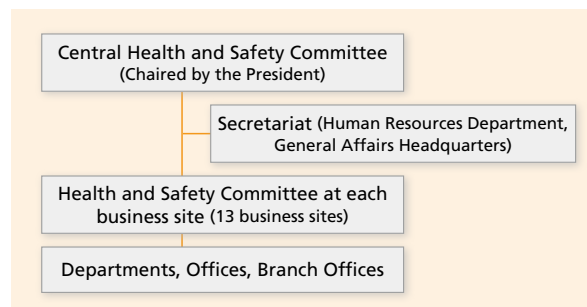 Central Health and Safety Committee
(Chaired by the President)
Secretariat (Human Resources Department,
General Affairs Headquarters)
Health and Safety Committee at each
business site (13 business sites)
Departments, Offices, Branch Offices